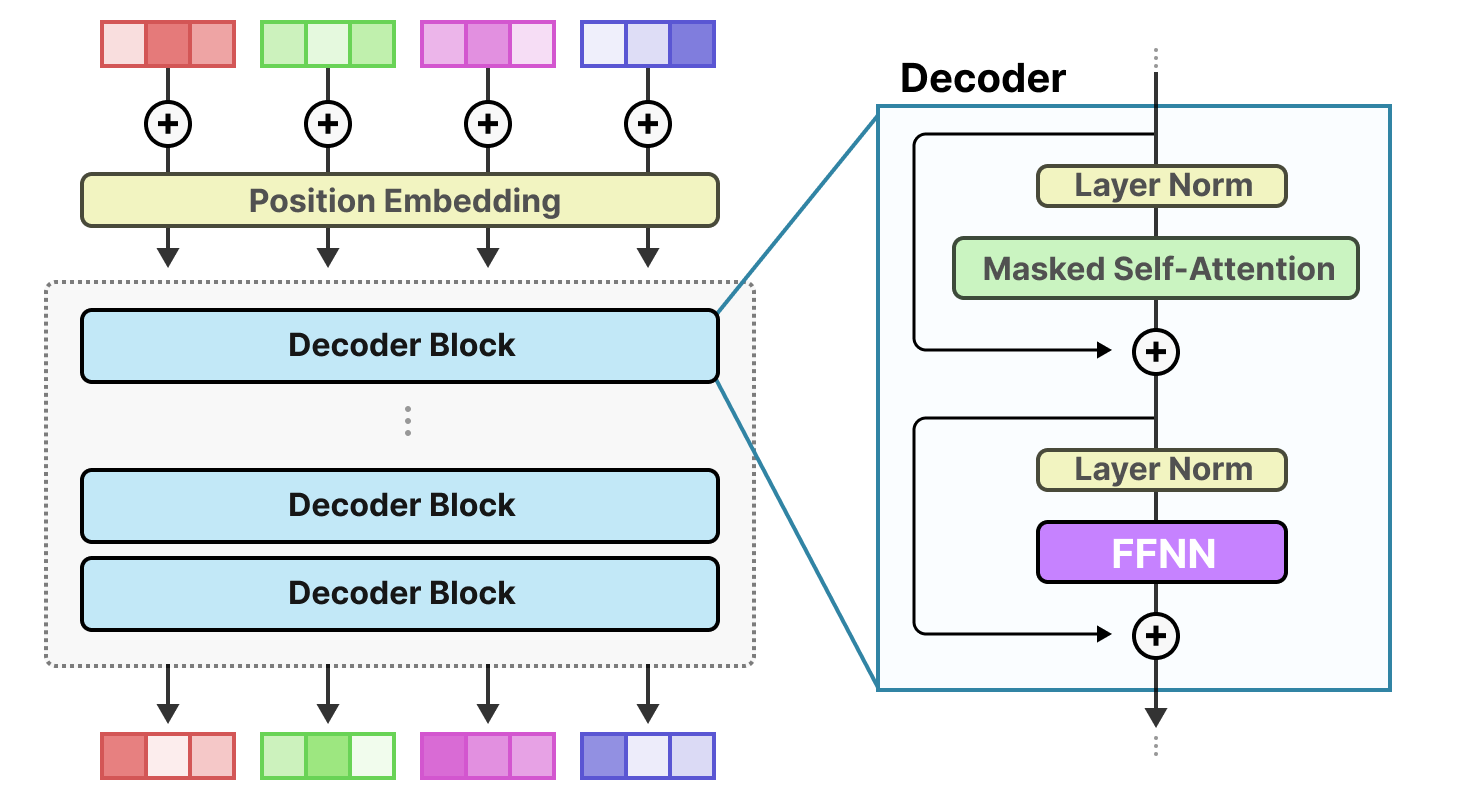 Decoder
Position Embedding
Layer Norm
Masked Self-Attention
Decoder Block
Layer Norm
Decoder Block
FFNN
Decoder Block